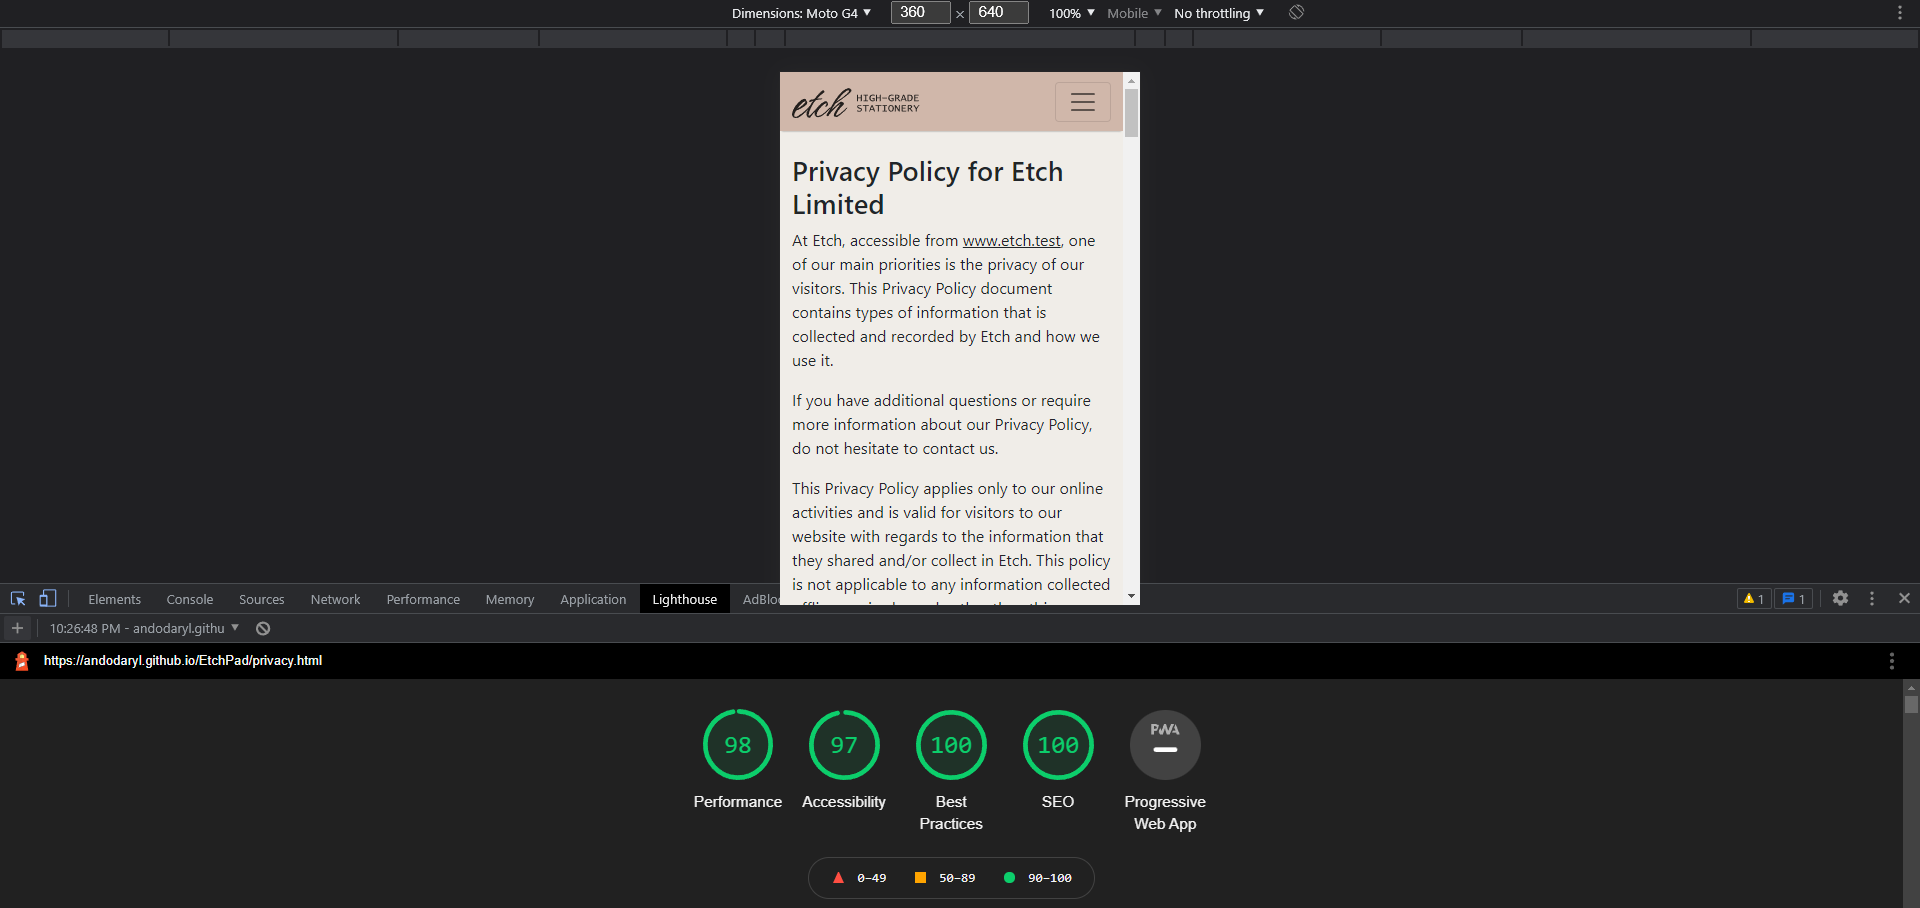 Dimensions: Moto G4 360 × 640 100% Mobile No throttling
etch HIGH-GRADE
STATIONERY
Privacy Policy for Etch
Limited
At Etch, accessible from www.etch.test, one
of our main priorities is the privacy of our
visitors. This Privacy Policy document
contains types of information that is
collected and recorded by Etch and how we
use it.
If you have additional questions or require
more information about our Privacy Policy,
do not hesitate to contact us.
This Privacy Policy applies only to our online
activities and is valid for visitors to our
website with regards to the information that
they shared and/or collect in Etch. This policy
is not applicable to any information collected
Elements Console Sources Network Performance Memory Application Lighthouse AdBlo 1 1
10:26:48 PM - andodaryl.githu
https://andodaryl.github.io/EtchPad/privacy.html
98 97 100 100 PWA
Performance Accessibility Best
Practices SEO Progressive
Web App
0–49 50–89 90–100